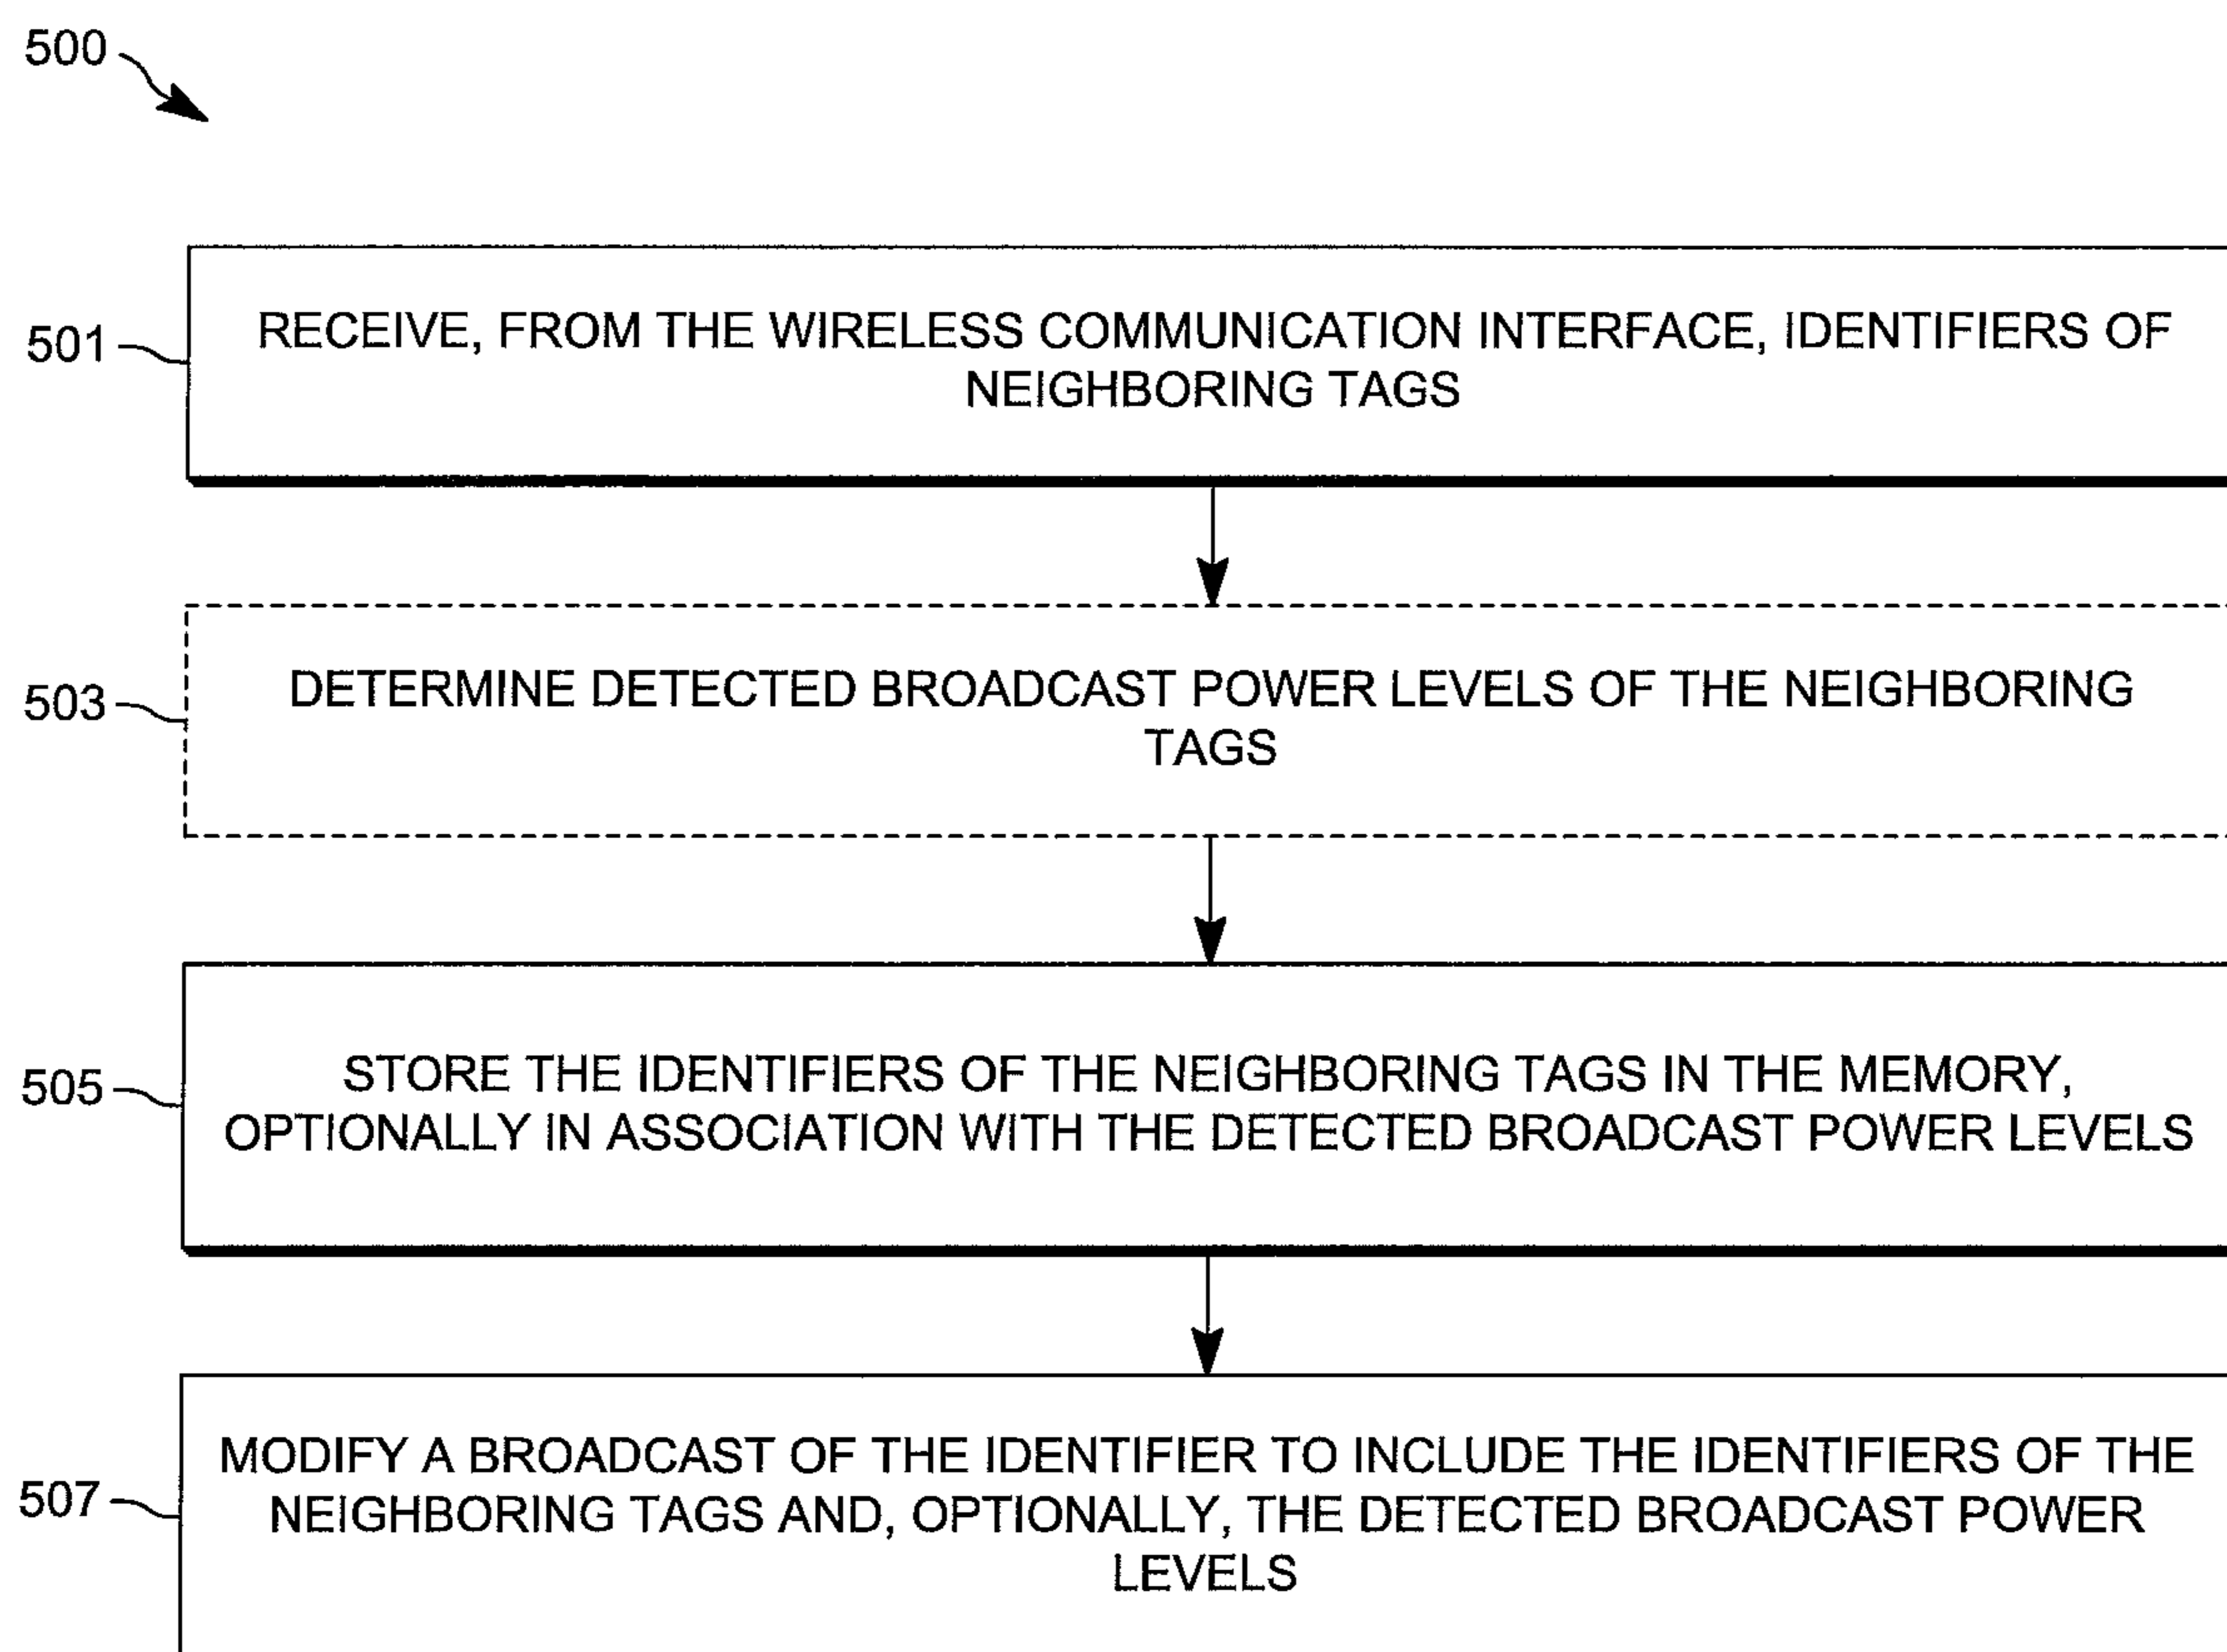 500
501
RECEIVE, FROM THE WIRELESS COMMUNICATION INTERFACE, IDENTIFIERS OF
NEIGHBORING TAGS
503
DETERMINE DETECTED BROADCAST POWER LEVELS OF THE NEIGHBORING
TAGS
505
STORE THE IDENTIFIERS OF THE NEIGHBORING TAGS IN THE MEMORY,
OPTIONALLY IN ASSOCIATION WITH THE DETECTED BROADCAST POWER LEVELS
507
MODIFY A BROADCAST OF THE IDENTIFIER TO INCLUDE THE IDENTIFIERS OF THE
NEIGHBORING TAGS AND, OPTIONALLY, THE DETECTED BROADCAST POWER
LEVELS